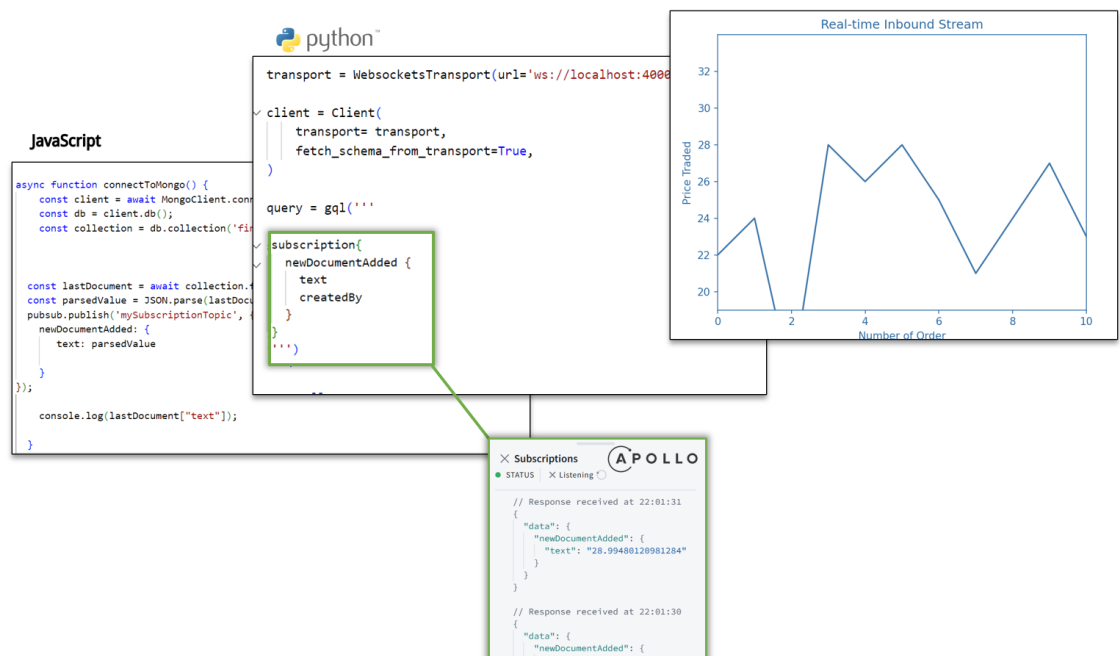 python™
transport = WebsocketsTransport(url='ws://localhost:4000
client = Client(
transport= transport,
fetch_schema_from_transport=True,
)
query = gql('''
subscription{
newDocumentAdded {
text
createdBy
}
}
''')
JavaScript
async function connectToMongo() {
const client = await MongoClient.conn
const db = client.db();
const collection = db.collection('fin
const lastDocument = await collection.f
const parsedValue = JSON.parse(lastDocu
pubsub.publish('mySubscriptionTopic', {
newDocumentAdded: {
text: parsedValue
}
});
console.log(lastDocument["text"]);
}
Real-time Inbound Stream
Price Traded
32
30
28
26
24
22
20
0 2 4 6 8 10
Number of Order
Subscriptions
APOLLO
STATUS Listening
// Response received at 22:01:31
{
"data": {
"newDocumentAdded": {
"text": "28.99480120981284"
}
}
}
// Response received at 22:01:30
{
"data": {
"newDocumentAdded": {